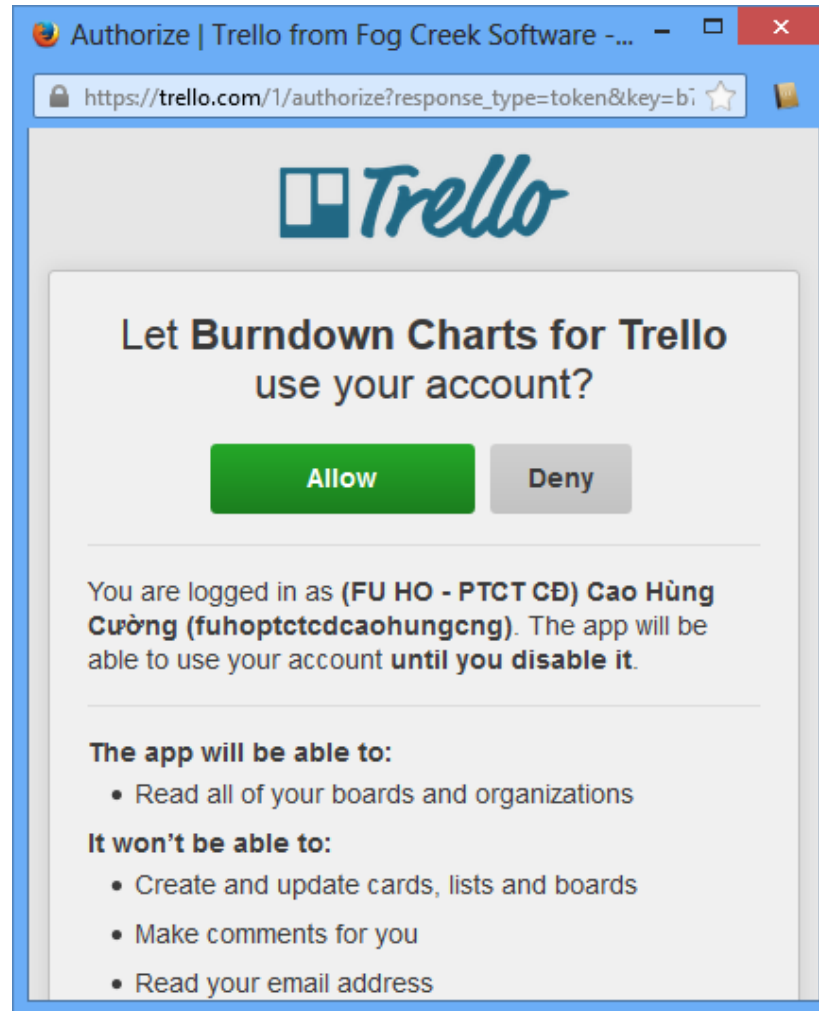 Authorize | Trello from Fog Creek Software -...
https://trello.com/1/authorize?response_type=token&key=b7
Trello
Let Burndown Charts for Trello
use your account?
Allow Deny
You are logged in as (FU HO - PTCT CĐ) Cao Hùng
Cường (fuhoptctcdcaohungcng). The app will be
able to use your account until you disable it.
The app will be able to:
• Read all of your boards and organizations
It won't be able to:
• Create and update cards, lists and boards
• Make comments for you
• Read your email address